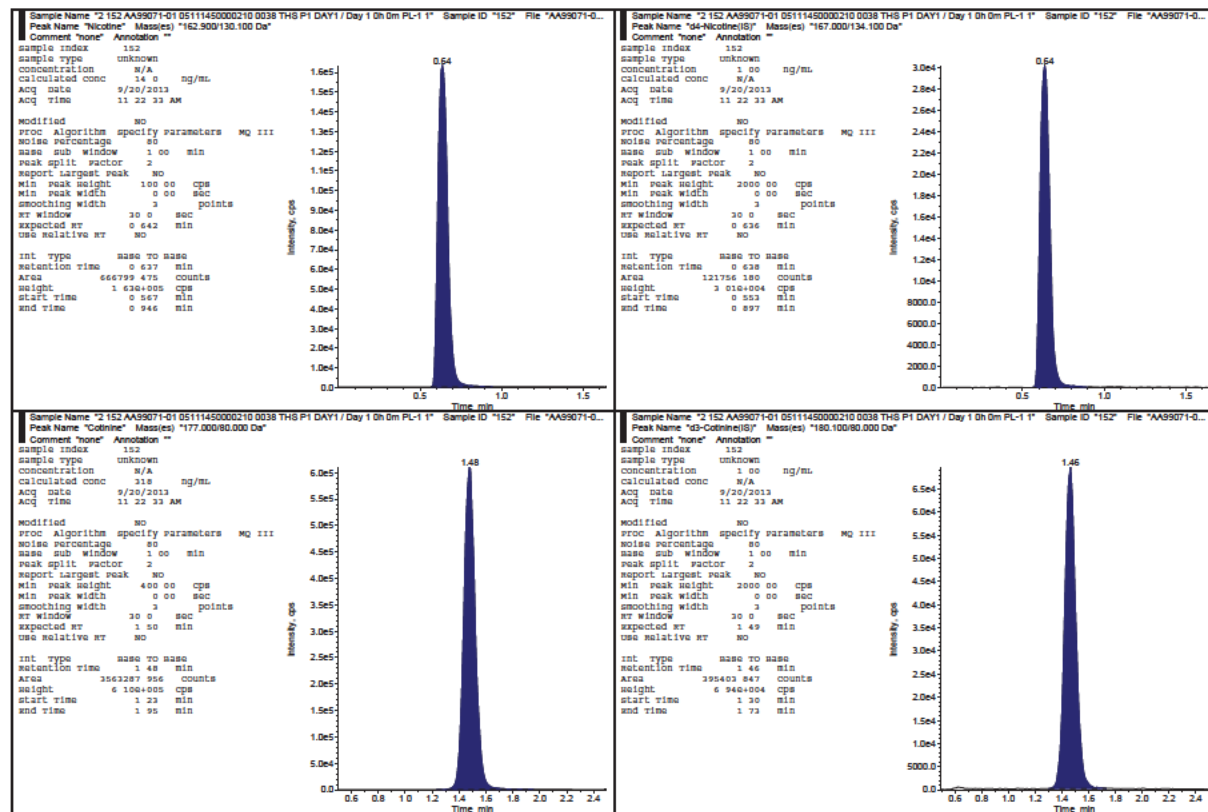 Sample Name "2 152 AA99071-01 05111450000210 0038 THS P1 DAY1 / Day 1 0h 0m PL-1 1" Sample ID "152" File "AA99071-0...
Peak Name "Nicotine" Mass(es) "162.900/130.100 Da"
Comment "none" Annotation ""
Sample Index 152
Sample Type Unknown
Concentration N/A
Calculated Conc 14 0 ng/mL
Acq Date 9/20/2013
Acq Time 11 22 33 AM
Modified NO
Proc Algorithm Specify Parameters MQ III
Noise Percentage 80
Base Sub Window 1 00 min
Peak Split Factor 2
Report Largest Peak NO
Min Peak Height 100 00 cps
Min Peak Width 0 00 sec
Smoothing Width 3 points
RT Window 30 0 sec
Expected RT 0 642 min
Use Relative RT NO
Int Type Base To Base
Retention Time 0 637 min
Area 666799 475 counts
Height 1 63e+005 cps
Start Time 0 567 min
End Time 0 946 min
0.64
Intensity, cps
1.6e5
1.5e5
1.4e5
1.3e5
1.2e5
1.1e5
1.0e5
9.0e4
8.0e4
7.0e4
6.0e4
5.0e4
4.0e4
3.0e4
2.0e4
1.0e4
0.0
0.5 1.0 1.5
Time min
Sample Name "2 152 AA99071-01 05111450000210 0038 THS P1 DAY1 / Day 1 0h 0m PL-1 1" Sample ID "152" File "AA99071-0...
Peak Name "d4-Nicotine(IS)" Mass(es) "167.000/134.100 Da"
Comment "none" Annotation ""
Sample Index 152
Sample Type Unknown
Concentration 1 00 ng/mL
Calculated Conc N/A
Acq Date 9/20/2013
Acq Time 11 22 33 AM
Modified NO
Proc Algorithm Specify Parameters MQ III
Noise Percentage 80
Base Sub Window 1 00 min
Peak Split Factor 2
Report Largest Peak NO
Min Peak Height 2000 00 cps
Min Peak Width 0 00 sec
Smoothing Width 3 points
RT Window 30 0 sec
Expected RT 0 636 min
Use Relative RT NO
Int Type Base To Base
Retention Time 0 638 min
Area 121756 180 counts
Height 3 01e+004 cps
Start Time 0 553 min
End Time 0 897 min
0.64
Intensity, cps
3.0e4
2.8e4
2.6e4
2.4e4
2.2e4
2.0e4
1.8e4
1.6e4
1.4e4
1.2e4
1.0e4
8000.0
6000.0
4000.0
2000.0
0.0
0.5 1.0 1.5
Time min
Sample Name "2 152 AA99071-01 05111450000210 0038 THS P1 DAY1 / Day 1 0h 0m PL-1 1" Sample ID "152" File "AA99071-0...
Peak Name "Cotinine" Mass(es) "177.000/80.000 Da"
Comment "none" Annotation ""
Sample Index 152
Sample Type Unknown
Concentration N/A
Calculated Conc 318 ng/mL
Acq Date 9/20/2013
Acq Time 11 22 33 AM
Modified NO
Proc Algorithm Specify Parameters MQ III
Noise Percentage 80
Base Sub Window 1 00 min
Peak Split Factor 2
Report Largest Peak NO
Min Peak Height 400 00 cps
Min Peak Width 0 00 sec
Smoothing Width 3 points
RT Window 30 0 sec
Expected RT 1 50 min
Use Relative RT NO
Int Type Base To Base
Retention Time 1 48 min
Area 3563287 956 counts
Height 6 10e+005 cps
Start Time 1 23 min
End Time 1 95 min
1.48
Intensity, cps
6.0e5
5.5e5
5.0e5
4.5e5
4.0e5
3.5e5
3.0e5
2.5e5
2.0e5
1.5e5
1.0e5
5.0e4
0.0
0.6 0.8 1.0 1.2 1.4 1.6 1.8 2.0 2.2 2.4
Time min
Sample Name "2 152 AA99071-01 05111450000210 0038 THS P1 DAY1 / Day 1 0h 0m PL-1 1" Sample ID "152" File "AA99071-0...
Peak Name "d3-Cotinine(IS)" Mass(es) "180.100/80.000 Da"
Comment "none" Annotation ""
Sample Index 152
Sample Type Unknown
Concentration 1 00 ng/mL
Calculated Conc N/A
Acq Date 9/20/2013
Acq Time 11 22 33 AM
Modified NO
Proc Algorithm Specify Parameters MQ III
Noise Percentage 80
Base Sub Window 1 00 min
Peak Split Factor 2
Report Largest Peak NO
Min Peak Height 2000 00 cps
Min Peak Width 0 00 sec
Smoothing Width 3 points
RT Window 30 0 sec
Expected RT 1 49 min
Use Relative RT NO
Int Type Base To Base
Retention Time 1 46 min
Area 395403 847 counts
Height 6 94e+004 cps
Start Time 1 30 min
End Time 1 73 min
1.46
Intensity, cps
6.5e4
6.0e4
5.5e4
5.0e4
4.5e4
4.0e4
3.5e4
3.0e4
2.5e4
2.0e4
1.5e4
1.0e4
5000.0
0.0
0.6 0.8 1.0 1.2 1.4 1.6 1.8 2.0 2.2 2.4
Time min